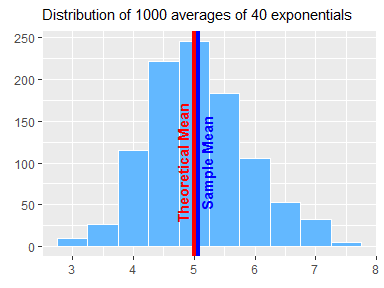 Distribution of 1000 averages of 40 exponentials
250
200
150
100
50
0
Theoretical Mean
Sample Mean
3 4 5 6 7 8